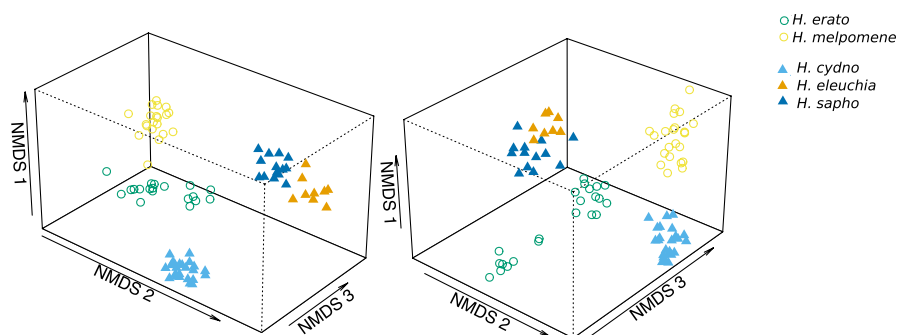 NMDS 1
NMDS 2
NMDS 3
NMDS 1
NMDS 2
NMDS 3
H. erato
H. melpomene
H. cydno
H. eleuchia
H. sapho